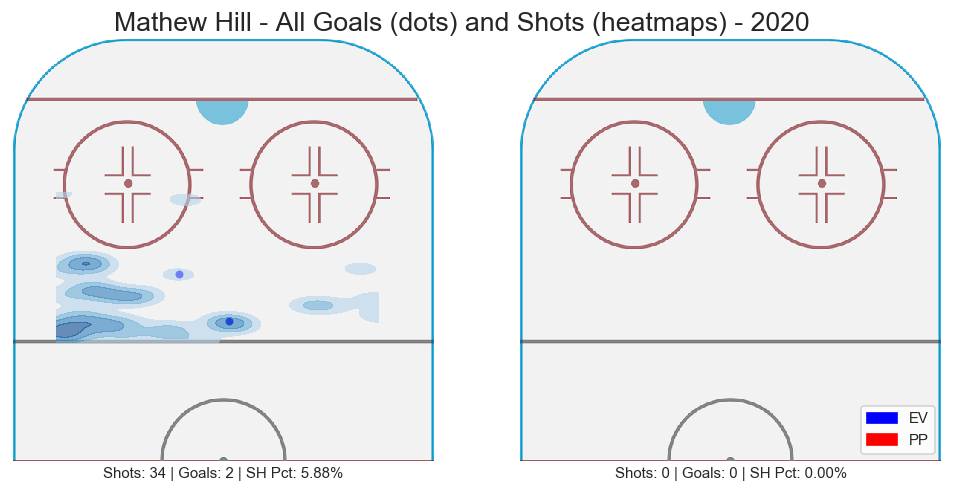 Mathew Hill - All Goals (dots) and Shots (heatmaps) - 2020
EV
PP
Shots: 34 | Goals: 2 | SH Pct: 5.88%
Shots: 0 | Goals: 0 | SH Pct: 0.00%